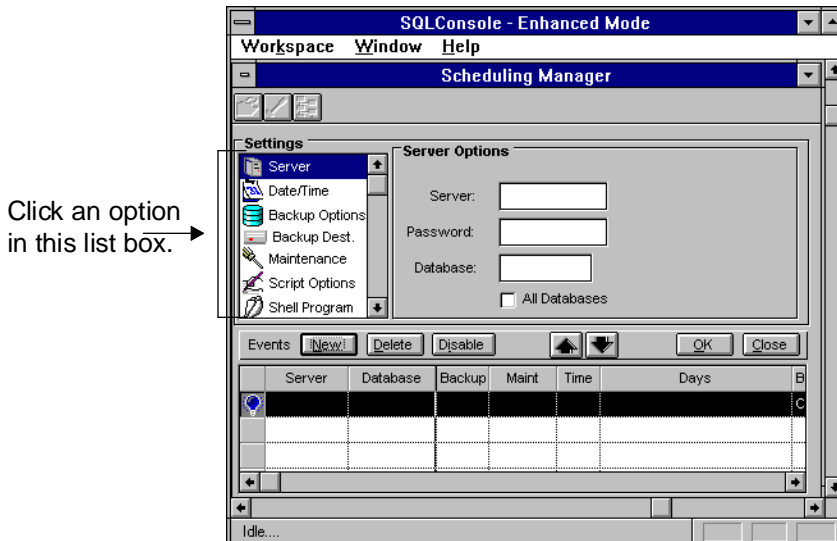 SQLConsole - Enhanced Mode
Workspace Window Help
Scheduling Manager
Settings
Server
Date/Time
Backup Options
Backup Dest.
Maintenance
Script Options
Shell Program
Server Options
Server:
Password:
Database:
All Databases
Click an option
in this list box.
Events New Delete Disable OK Close
Server Database Backup Maint Time Days B
C
Idle....